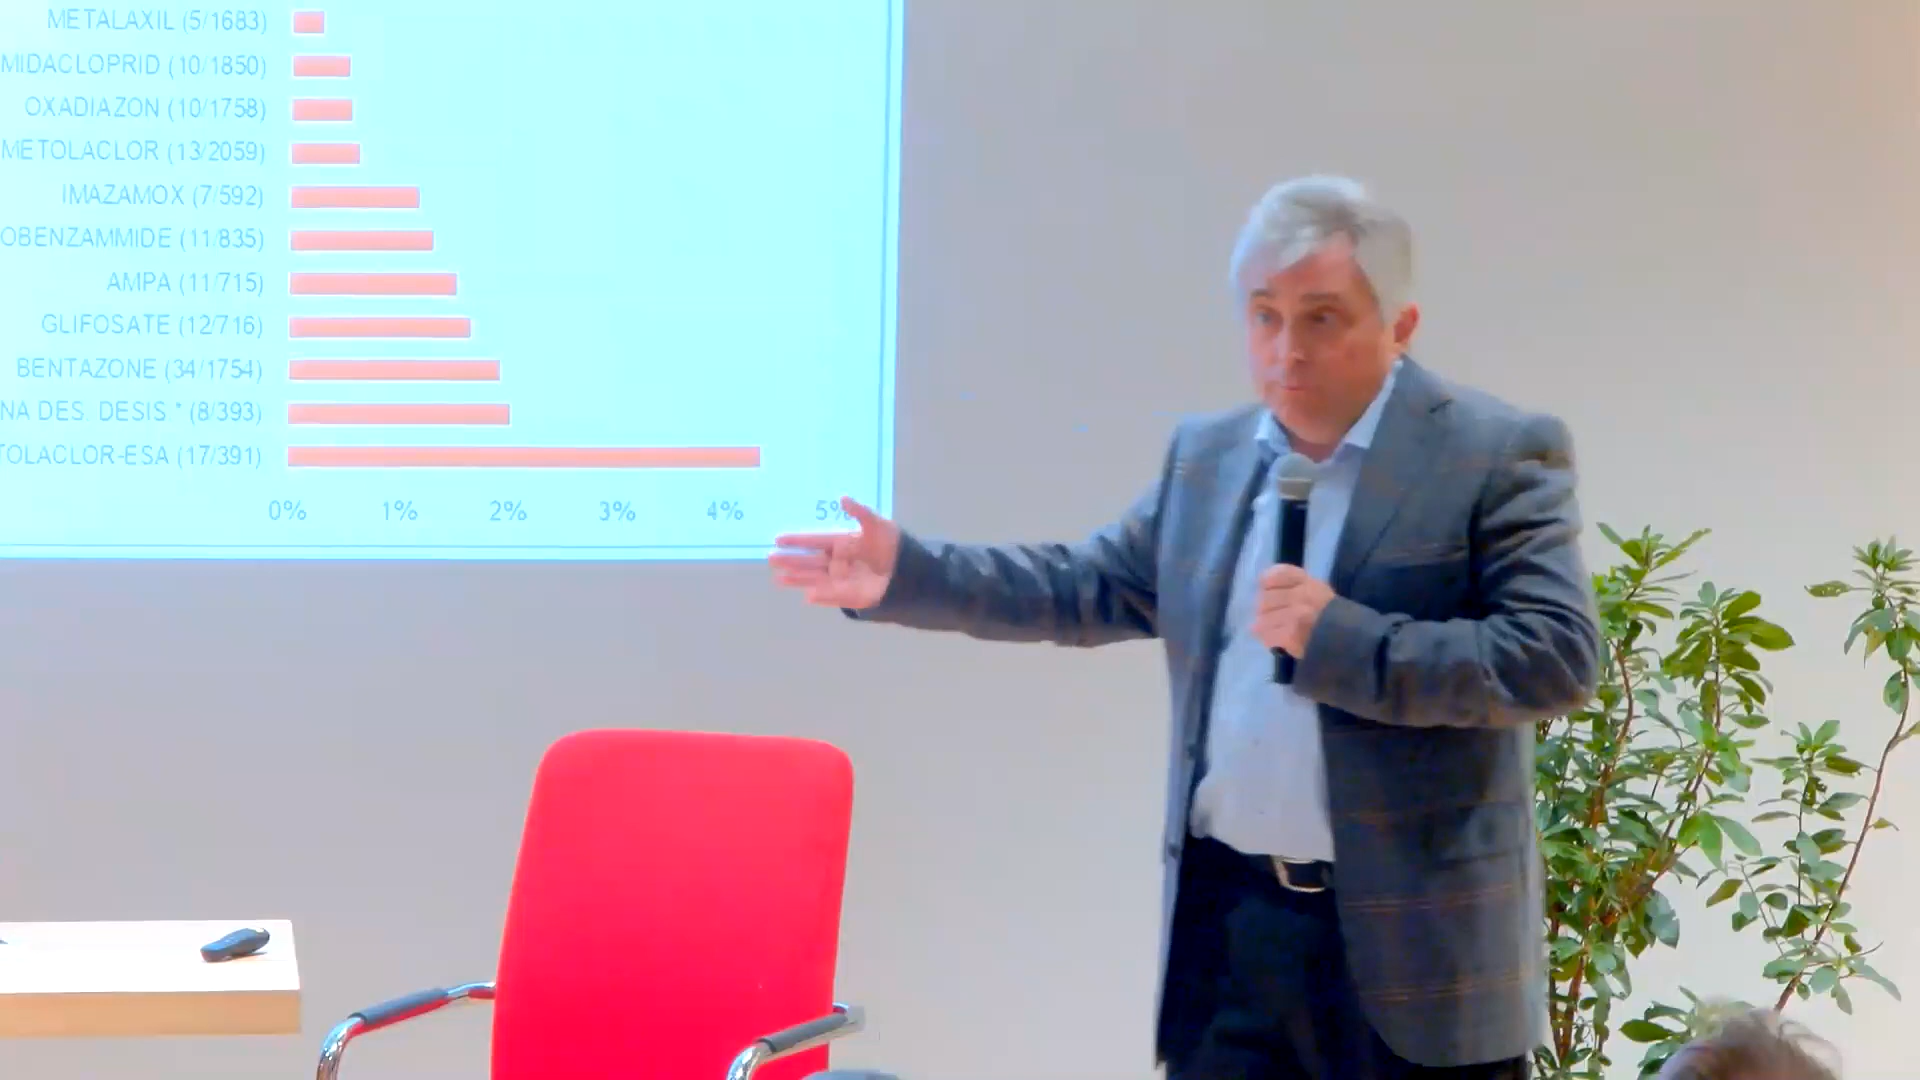 METALAXIL (5/1683)
MIDACLOPRID (10/1850)
OXADIAZON (10/1758)
METOLACLOR (13/2059)
IMAZAMOX (7/592)
OBENZAMMIDE (11/835)
AMPA (11/715)
GLIFOSATE (12/716)
BENTAZONE (34/1754)
NA DES. DESIS.* (8/393)
TOLACLOR-ESA (17/391)
0% 1% 2% 3% 4% 5%